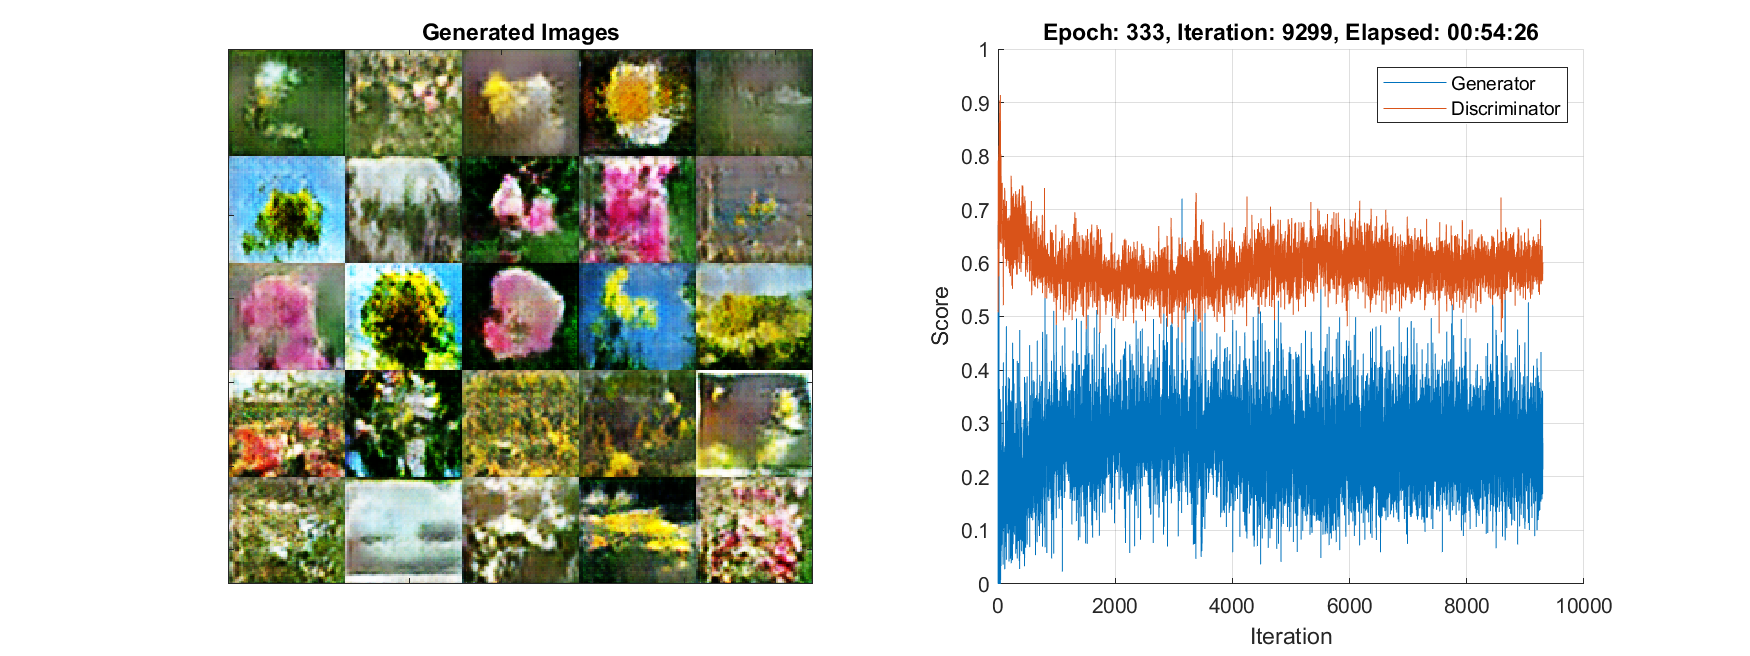 Generated Images
Epoch: 333, Iteration: 9299, Elapsed: 00:54:26
Generator
Discriminator
1
0.9
0.8
0.7
0.6
0.5
0.4
0.3
0.2
0.1
0
Score
0 2000 4000 6000 8000 10000
Iteration